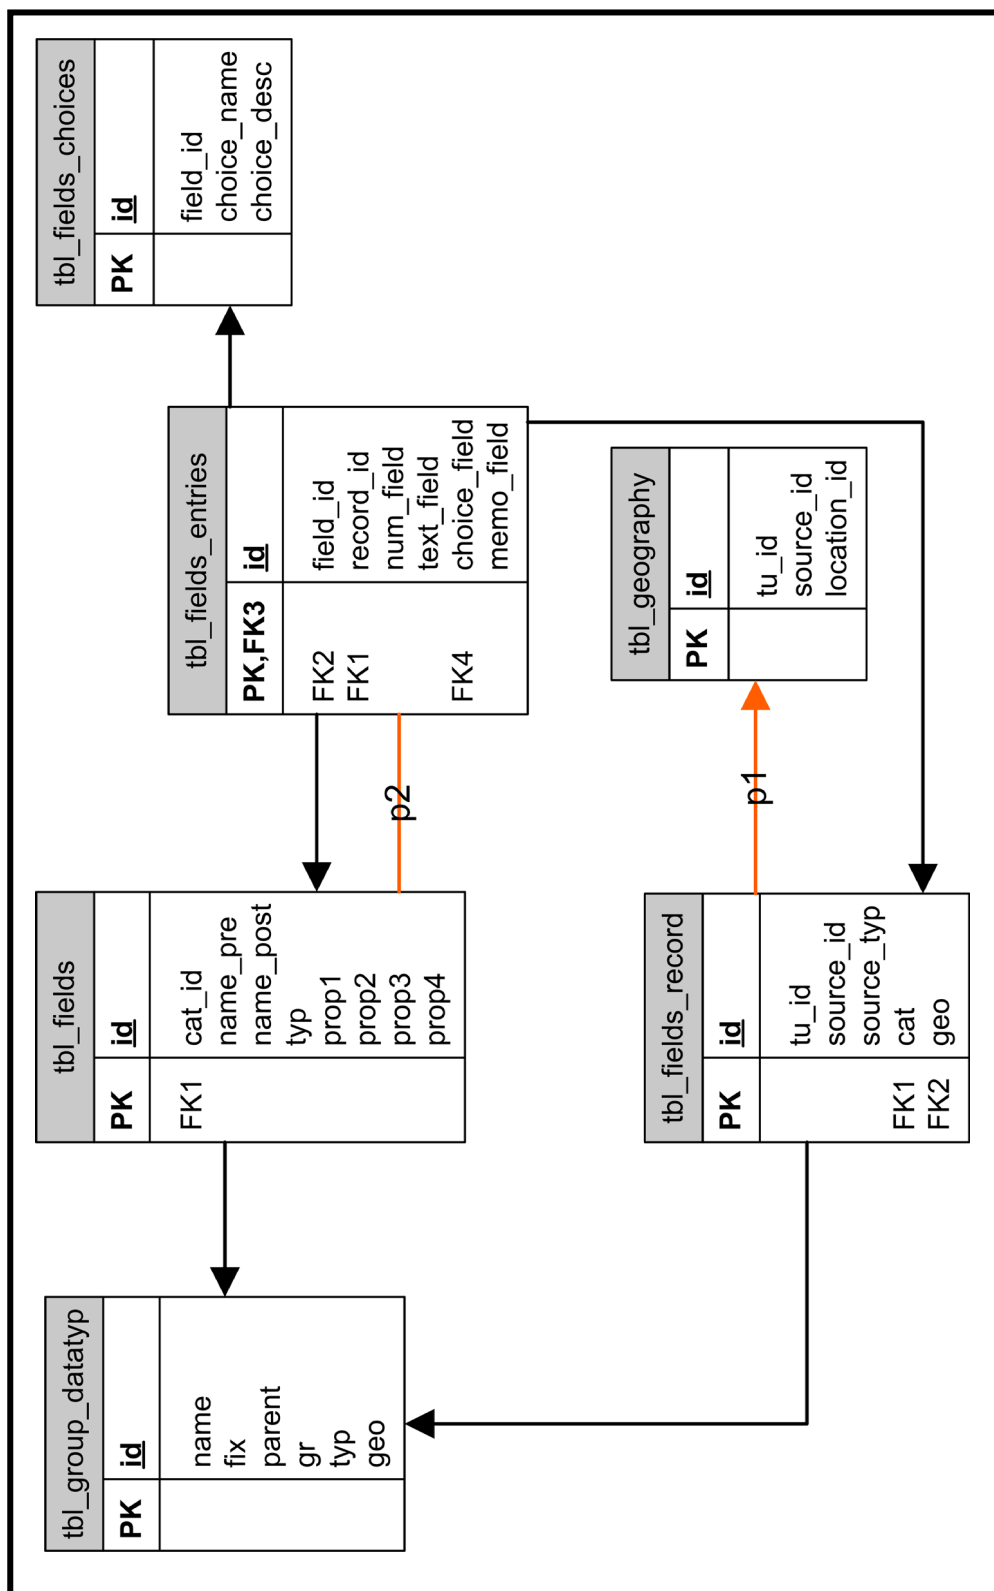 tbl_group_datatyp
PK id
name
fix
parent
gr
typ
geo
tbl_fields
PK id
FK1 cat_id
name_pre
name_post
typ
prop1
prop2
prop3
prop4
p2
tbl_fields_entries
PK,FK3 id
FK2 field_id
FK1 record_id
num_field
text_field
FK4 choice_field
memo_field
tbl_fields_choices
PK id
field_id
choice_name
choice_desc
tbl_fields_record
PK id
tu_id
source_id
source_typ
FK1 cat
FK2 geo
p1
tbl_geography
PK id
tu_id
source_id
location_id